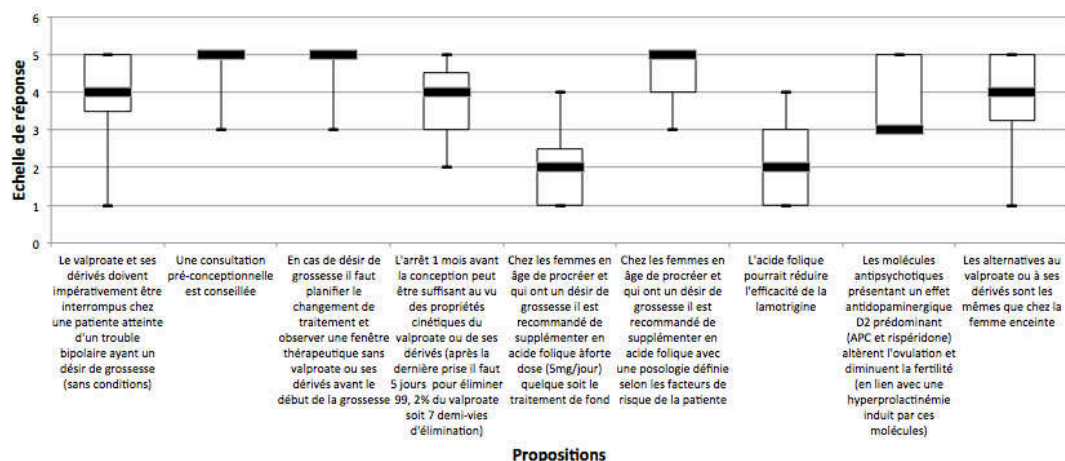 6
5
4
3
2
1
0
Echelle de réponse
Le valproate et ses
dérivés doivent
impérativement être
interrompus chez
une patiente atteinte
d'un trouble
bipolaire ayant un
désir de grossesse
(sans conditions)
Une consultation
pré-conceptionnelle
est conseillée
En cas de désir de
grossesse il faut
planifier le
changement de
traitement et
observer une fenêtre
thérapeutique sans
valproate ou ses
dérivés avant le
début de la grossesse
L'arrêt 1 mois avant
la conception peut
être suffisant au vu
des propriétés
cinétiques du
valproate ou de ses
dérivés (après la
dernière prise il faut
5 jours pour éliminer
99, 2% du valproate
soit 7 demi-vies
d'élimination)
Chez les femmes en
âge de procréer et
qui ont un désir de
grossesse il est
recommandé de
supplémenter en
acide folique àforte
dose (5mg/jour)
quelque soit le
traitement de fond
Chez les femmes en
âge de procréer et
qui ont un désir de
grossesse il est
recommandé de
supplémenter en
acide folique avec
une posologie définie
selon les facteurs de
risque de la patiente
L'acide folique
pourrait réduire
l'efficacité de la
lamotrigine
Les molécules
antipsychotiques
présentant un effet
antidopaminergique
D2 prédominant
(APC et rispéridone)
altèrent l'ovulation et
diminuent la fertilité
(en lien avec une
hyperprolactinémie
induit par ces
molécules)
Les alternatives au
valproate ou à ses
dérivés sont les
mêmes que chez la
femme enceinte
Propositions